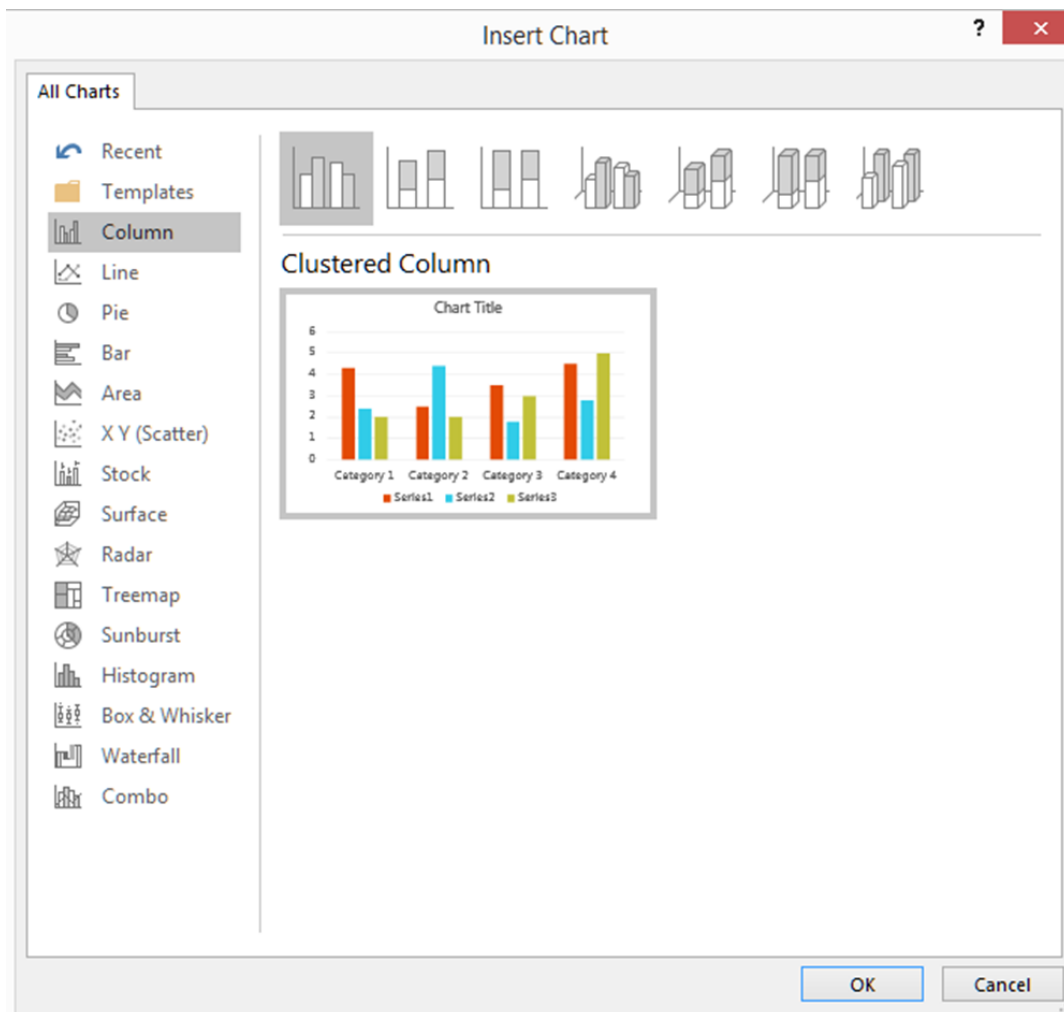 Insert Chart
?
All Charts
Recent
Templates
Column
Line
Pie
Bar
Area
X Y (Scatter)
Stock
Surface
Radar
Treemap
Sunburst
Histogram
Box & Whisker
Waterfall
Combo
Clustered Column
Chart Title
6
5
4
3
2
1
0
Category 1 Category 2 Category 3 Category 4
Series1 Series2 Series3
OK Cancel